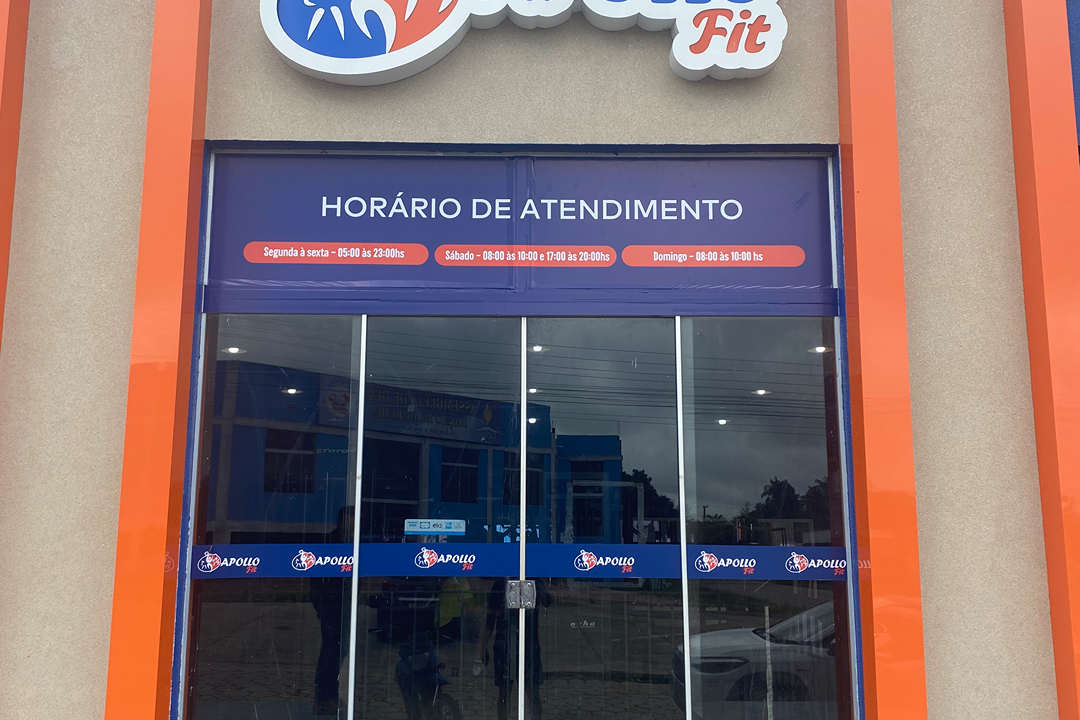 Fit
HORÁRIO DE ATENDIMENTO
Segunda à sexta – 05:00 às 23:00hs
Sábado – 08:00 às 10:00 e 17:00 às 20:00hs
Domingo – 08:00 às 10:00 hs
APOLLO Fit
APOLLO Fit
APOLLO Fit
APOLLO Fit
APOLLO Fit
APOLLO Fit